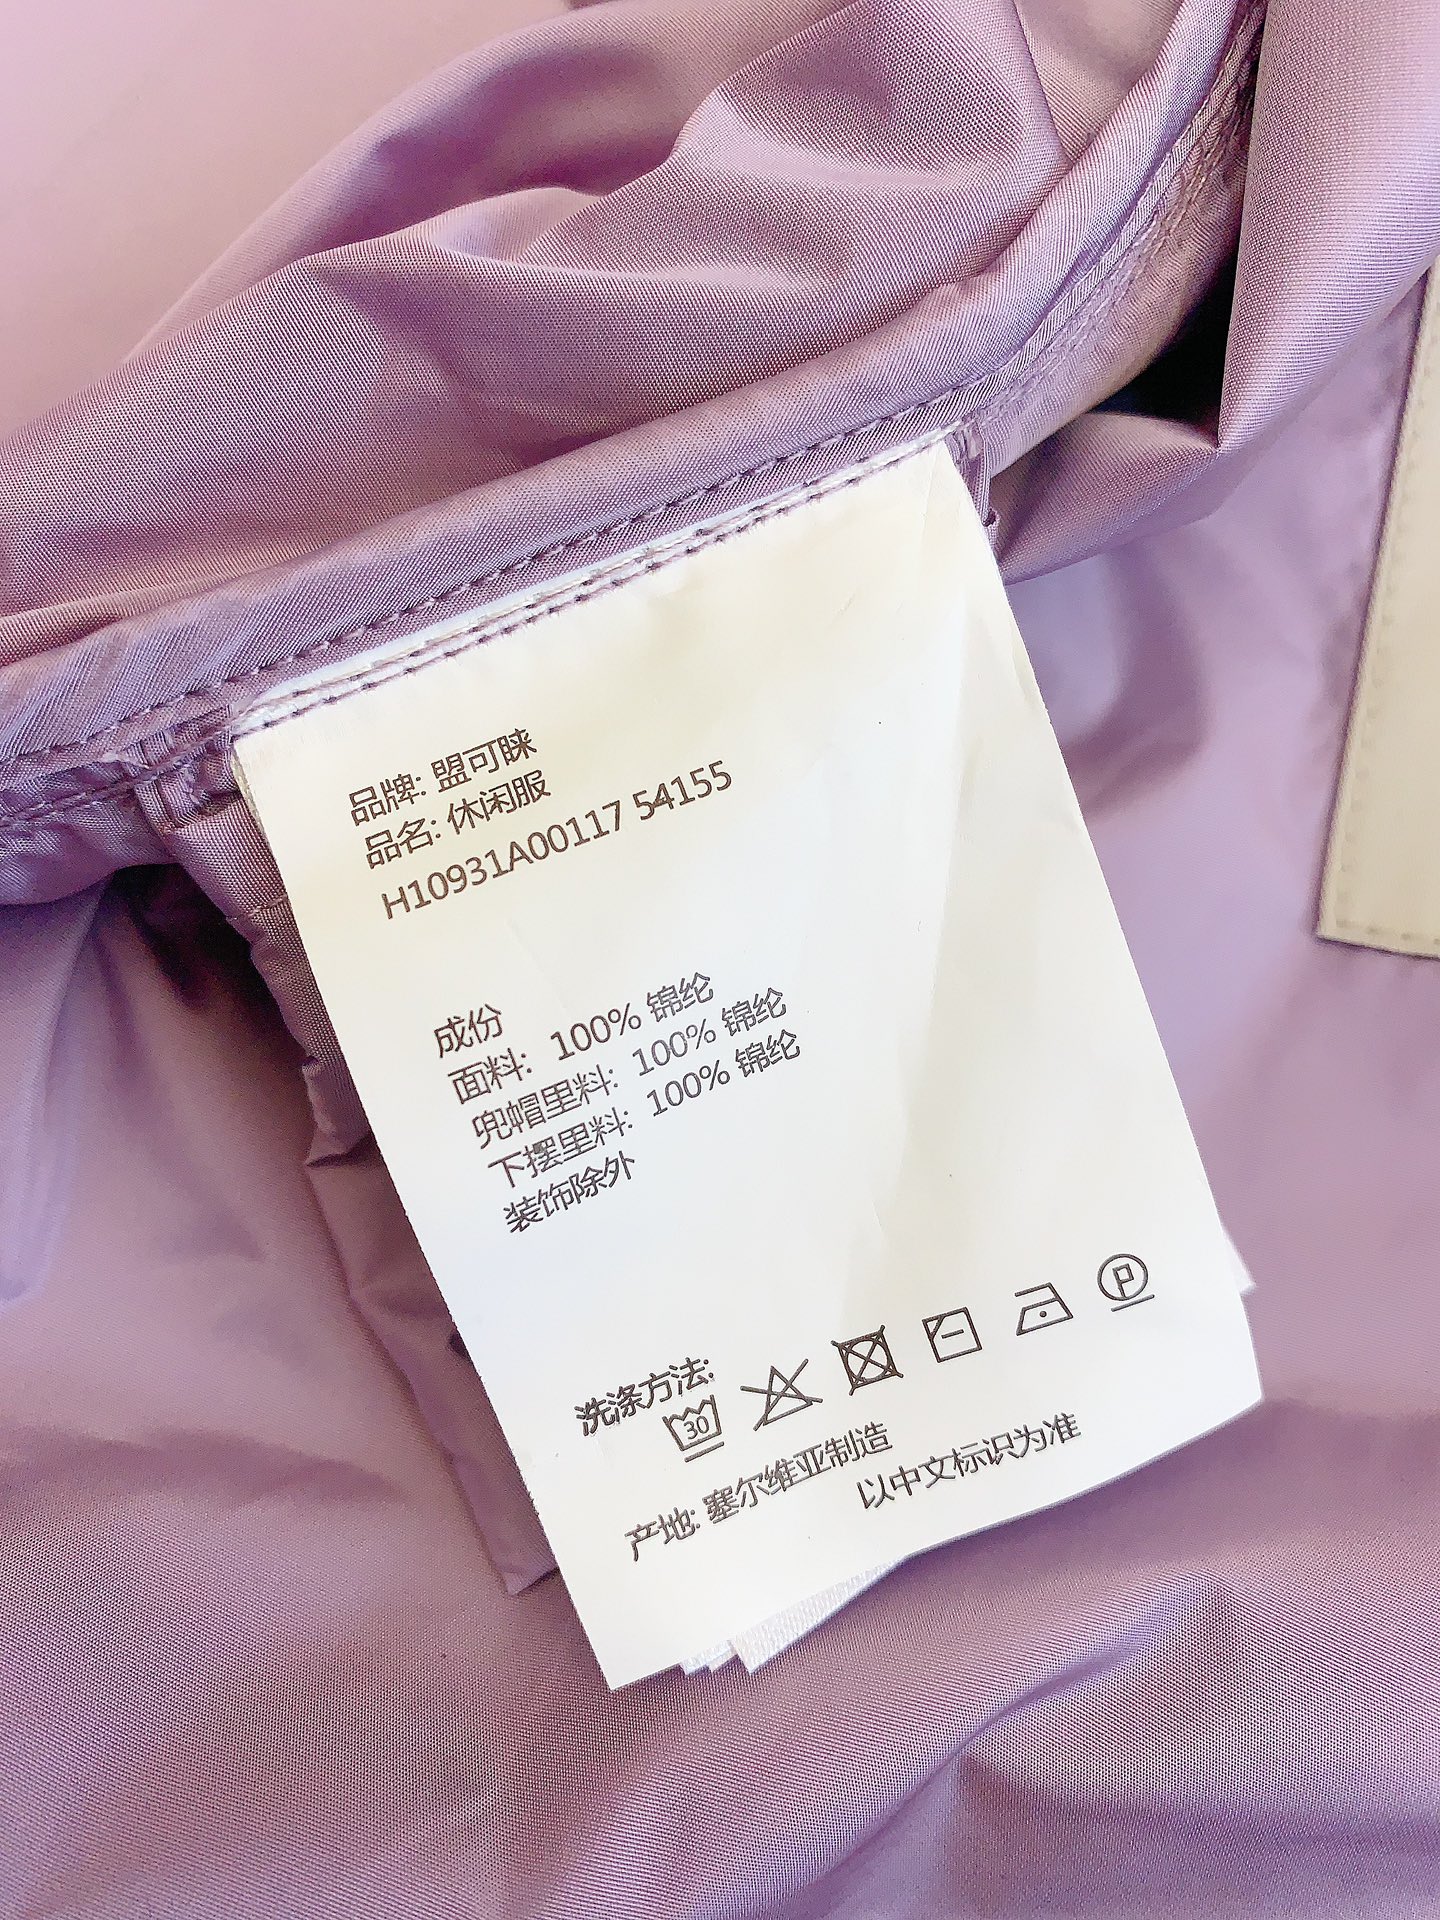 品牌: 盟可睐
品名: 休闲服
H10931A00117 54155
成份
面料: 100% 锦纶
兜帽里料: 100% 锦纶
下摆里料: 100% 锦纶
装饰除外
洗涤方法:
30
P
产地: 塞尔维亚制造
以中文标识为准